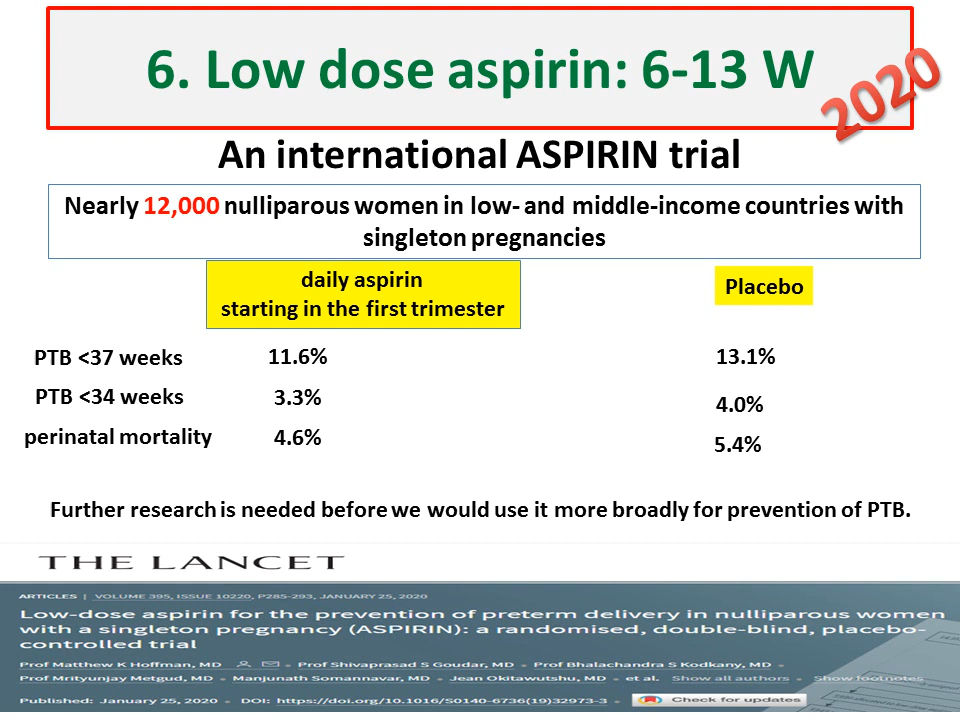 6. Low dose aspirin: 6-13 W
2020
An international ASPIRIN trial
Nearly 12,000 nulliparous women in low- and middle-income countries with
singleton pregnancies
daily aspirin
starting in the first trimester
Placebo
PTB <37 weeks 11.6% 13.1%
PTB <34 weeks 3.3% 4.0%
perinatal mortality 4.6% 5.4%
Further research is needed before we would use it more broadly for prevention of PTB.
THE LANCET
ARTICLES | VOLUME 395, ISSUE 10220, P285-293, JANUARY 25, 2020
Low-dose aspirin for the prevention of preterm delivery in nulliparous women
with a singleton pregnancy (ASPIRIN): a randomised, double-blind, placebo-
controlled trial
Prof Matthew K Hoffman, MD • Prof Shivaprasad S Goudar, MD • Prof Bhalachandra S Kodkany, MD •
Prof Mrityunjay Metgud, MD • Manjunath Somannavar, MD • Jean Okitawutshu, MD • et al. Show all authors • Show footnotes
Published: January 25, 2020 • DOI: https://doi.org/10.1016/S0140-6736(19)32973-3 • Check for updates